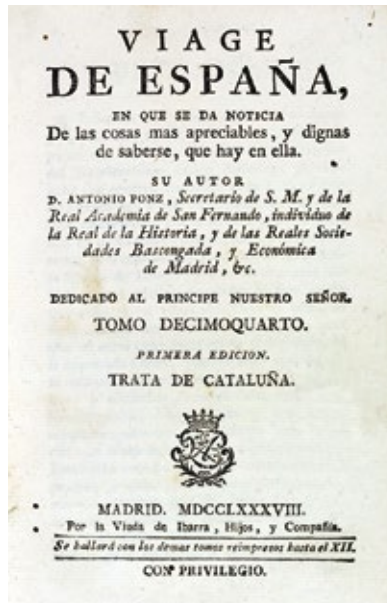 VIAGE
DE ESPAÑA,
EN QUE SE DA NOTICIA
De las cosas mas apreciables, y dignas
de saberse, que hay en ella.
SU AUTOR
D. ANTONIO PONZ, Secretario de S. M. y de la
Real Academia de San Fernando, individuo de
la Real de la Historia, y de las Reales Socie-
dades Bascongada, y Económica
de Madrid, &c.
DEDICADO AL PRINCIPE NUESTRO SEÑOR.
TOMO DECIMOQUARTO.
PRIMERA EDICION.
TRATA DE CATALUÑA.
MADRID. MDCCLXXXVIII.
Por la Viuda de Ibarra, Hijos, y Compañia.
Se hallará con los demas tomos reimpresos hasta el XII.
CON PRIVILEGIO.